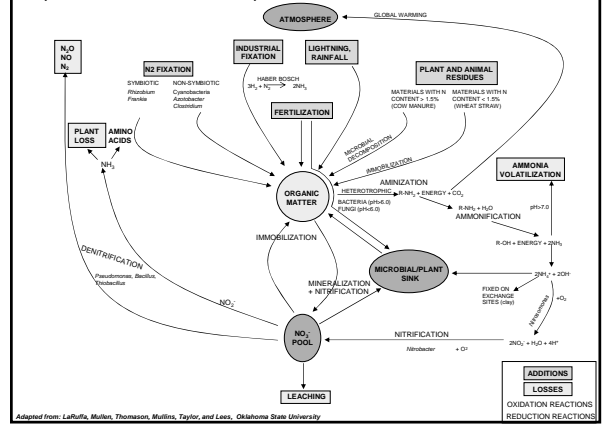 ATMOSPHERE
GLOBAL WARMING
N2O
NO
N2
N2 FIXATION
SYMBIOTIC NON-SYMBIOTIC
Rhizobium Cyanobacteria
Frankia Azotobacter
Clostridium
INDUSTRIAL
FIXATION
LIGHTNING,
RAINFALL
HABER BOSCH
3H2 + N2 2NH3
FERTILIZATION
PLANT AND ANIMAL
RESIDUES
MATERIALS WITH N
CONTENT > 1.5%
(COW MANURE)
MATERIALS WITH N
CONTENT < 1.5%
(WHEAT STRAW)
MICROBIAL
DECOMPOSITION
IMMOBILIZATION
PLANT
LOSS
AMINO
ACIDS
NH3
ORGANIC
MATTER
AMINIZATION
HETEROTROPHIC
R-NH2 + ENERGY + CO2
BACTERIA (pH>6.0)
FUNGI (pH<6.0)
R-NH2 + H2O
AMMONIFICATION
AMMONIA
VOLATILIZATION
pH>7.0
R-OH + ENERGY + 2NH3
IMMOBILIZATION
MICROBIAL/PLANT
SINK
2NH4+ + 2OH-
FIXED ON
EXCHANGE
SITES (clay)
Nitrosomonas
+O2
DENITRIFICATION
Pseudomonas, Bacillus,
Thiobacillus
MINERALIZATION
+ NITRIFICATION
NO2-
NO3-
POOL
NITRIFICATION
Nitrobacter + O2
2NO2- + H2O + 4H+
LEACHING
ADDITIONS
LOSSES
OXIDATION REACTIONS
REDUCTION REACTIONS
Adapted from: LaRuffa, Mullen, Thomason, Mullins, Taylor, and Lees, Oklahoma State University